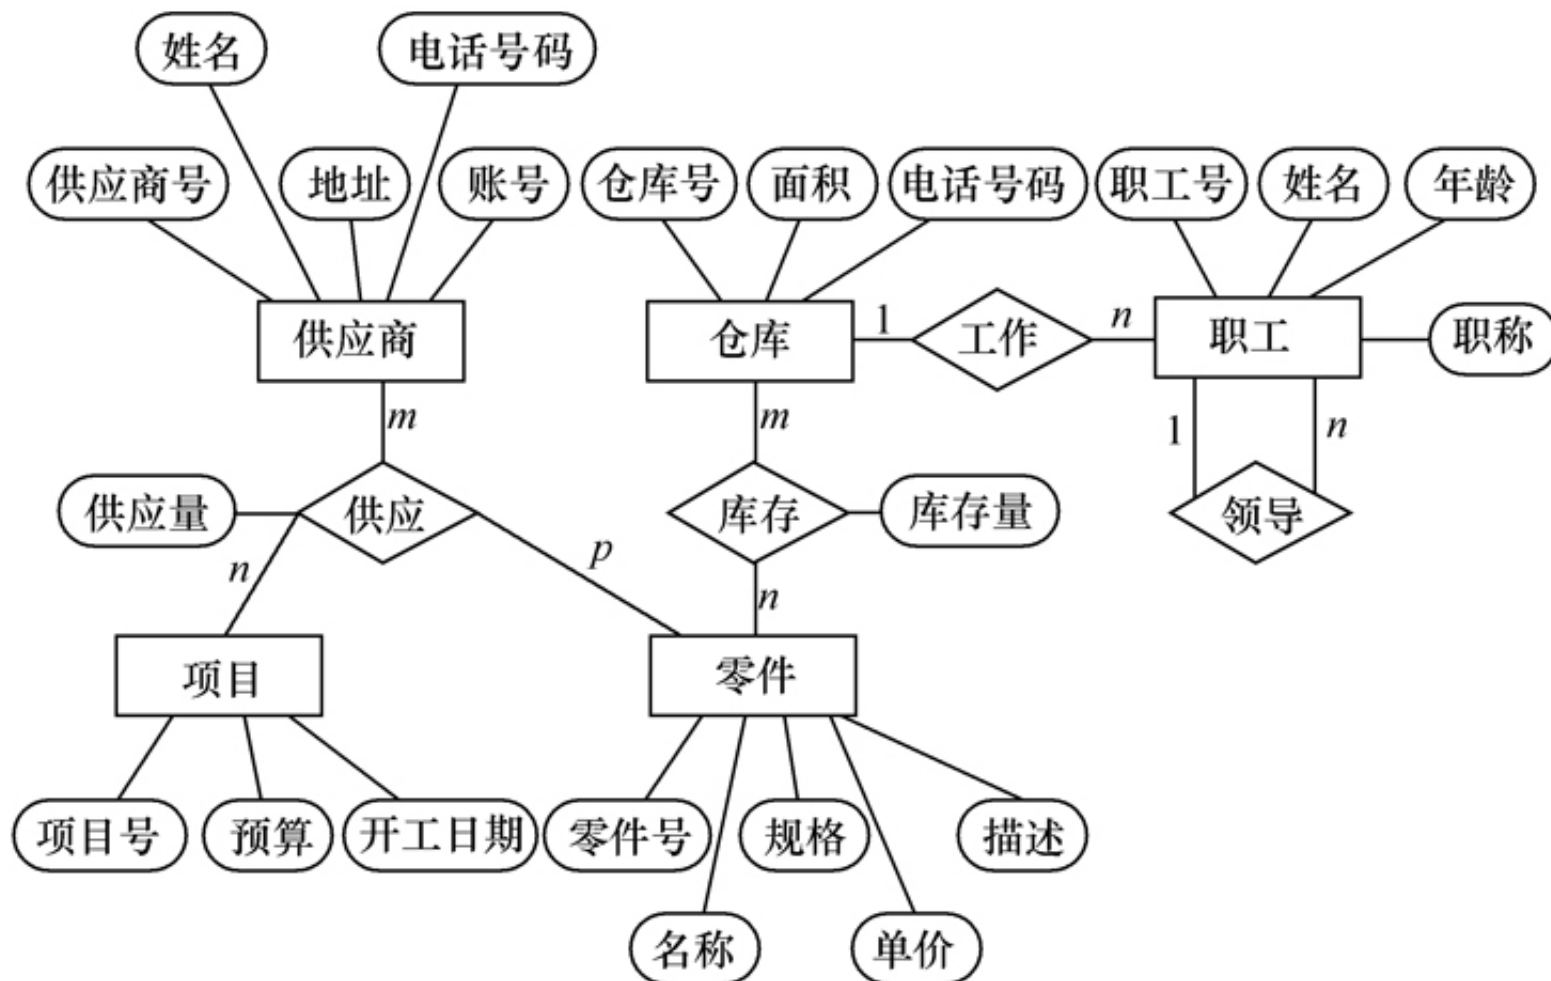 姓名 电话号码
供应商号 地址 账号 仓库号 面积 电话号码 职工号 姓名 年龄
供应商 仓库 1 工作 n 职工 职称
m m 1 n
供应量 供应 库存 库存量 领导
n p n
项目 零件
项目号 预算 开工日期 零件号 规格 描述
名称 单价